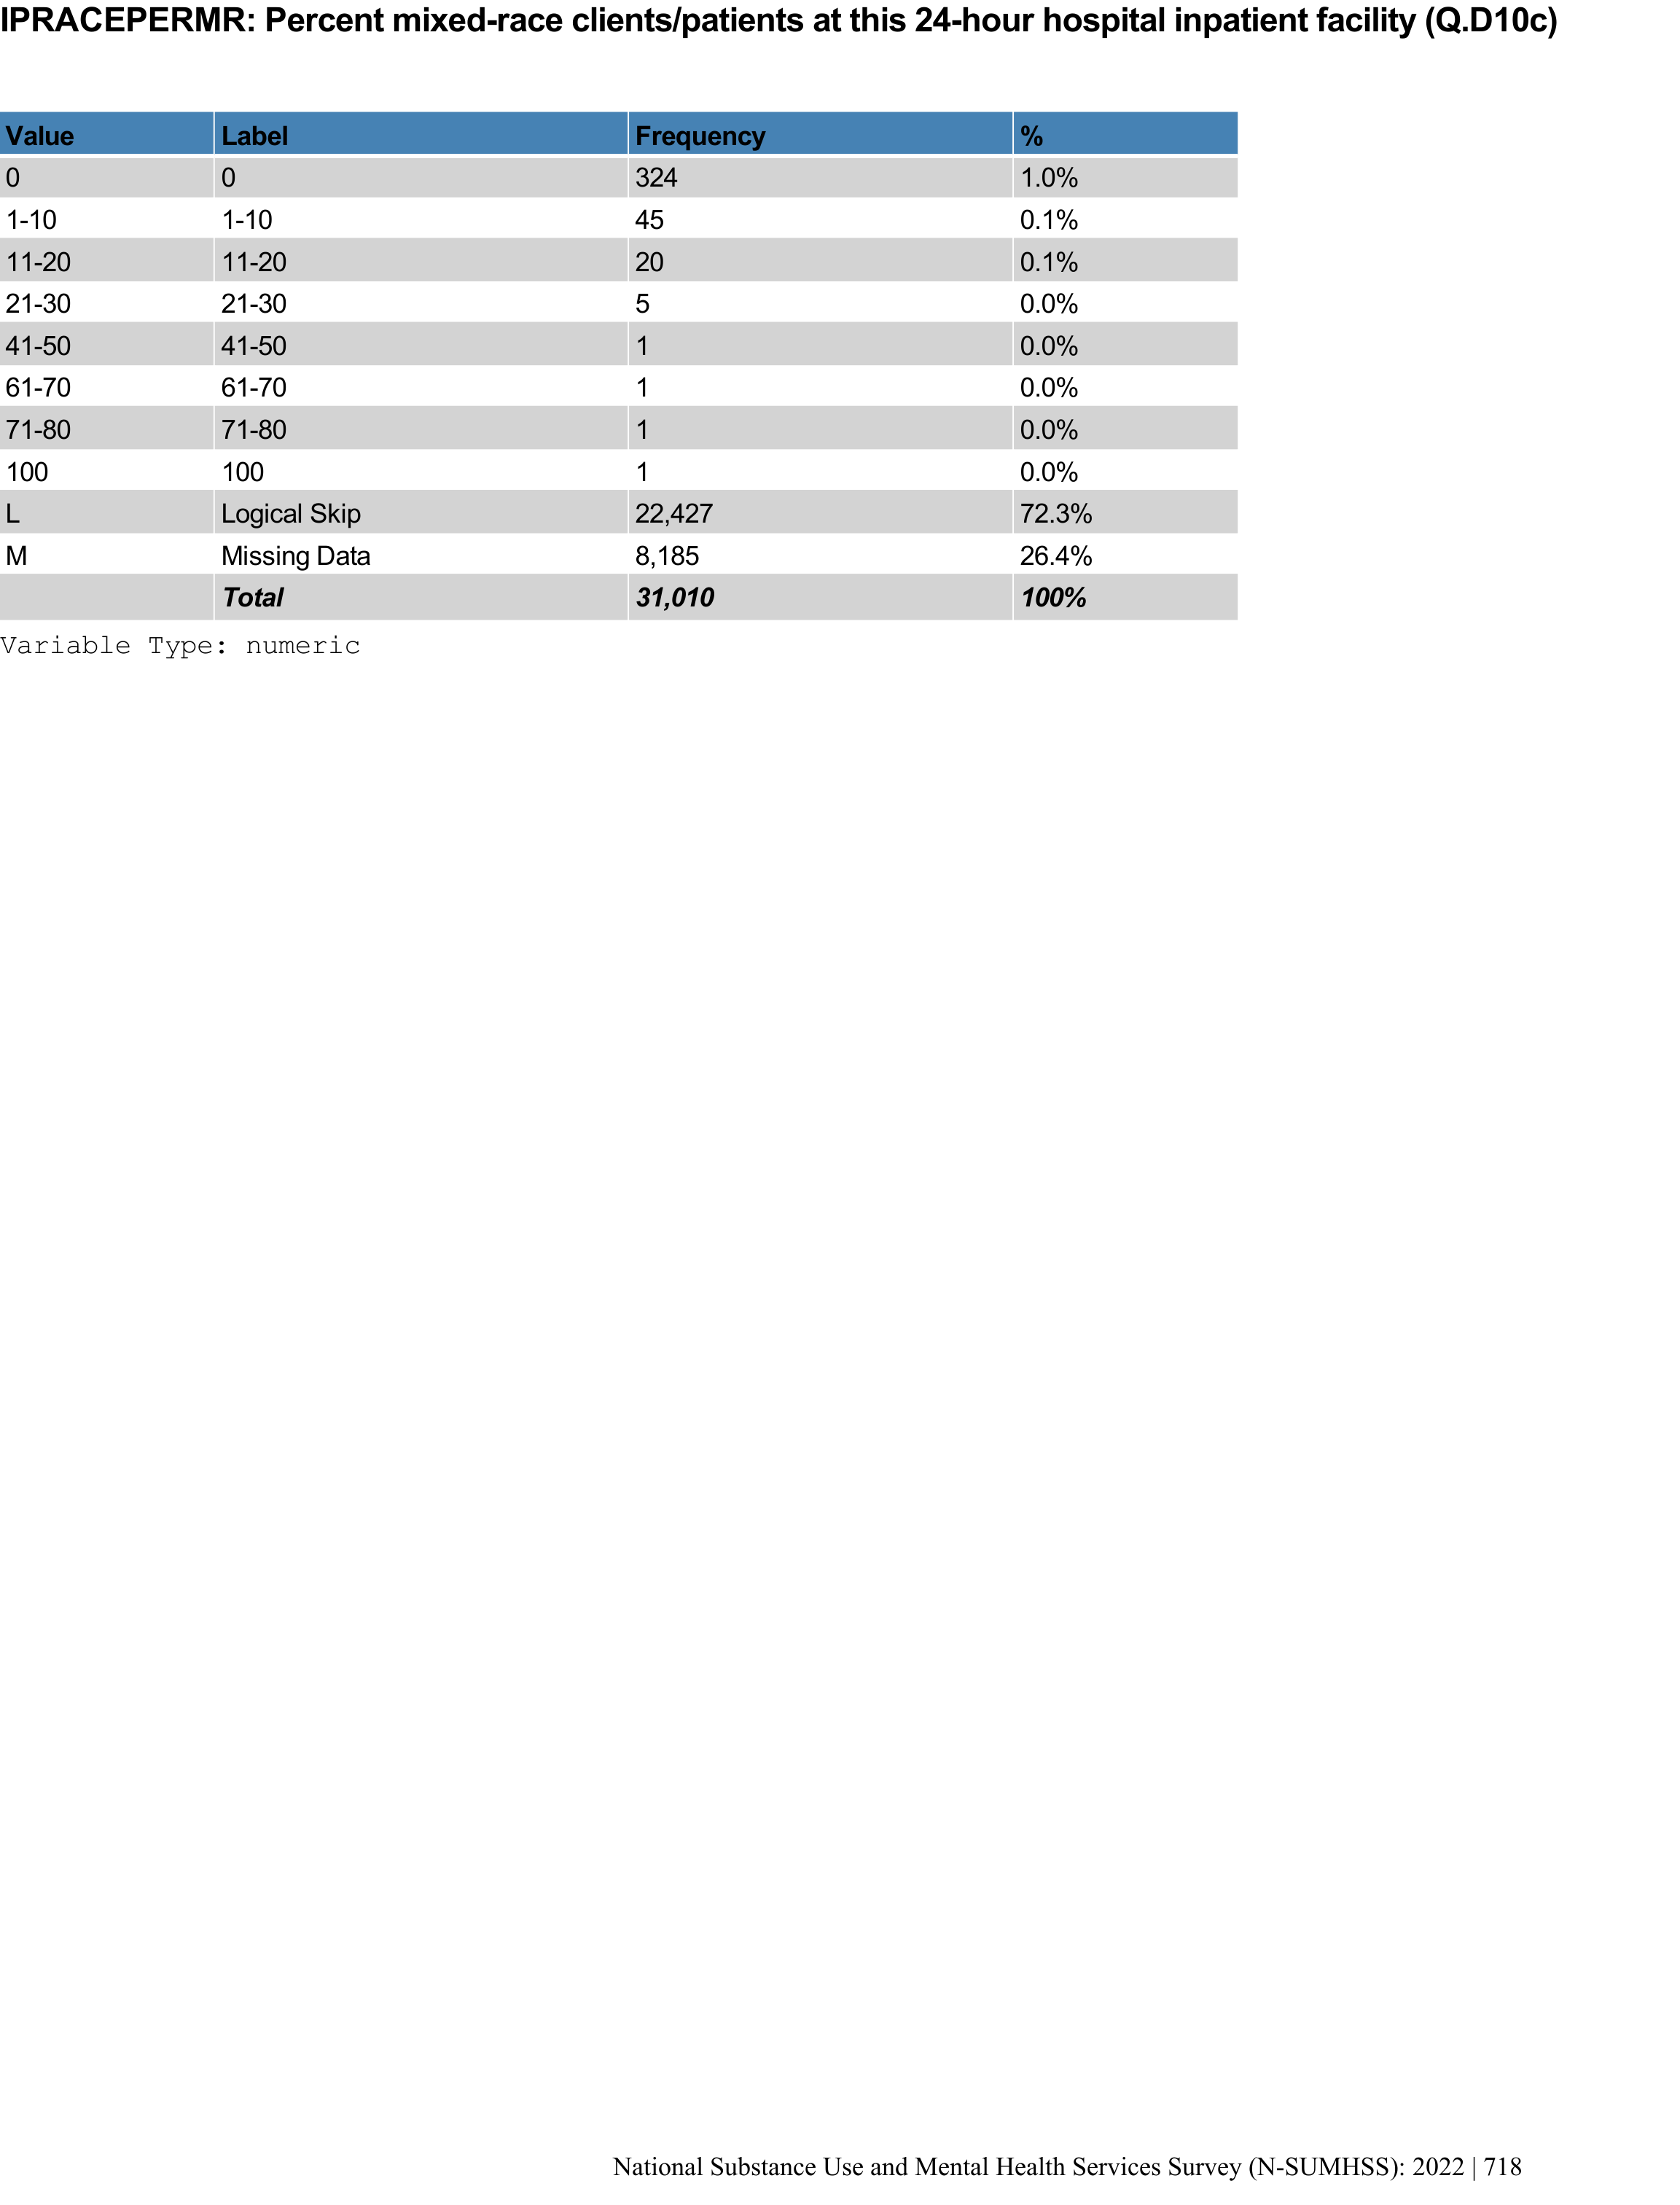 IPRACEPERMR: Percent mixed-race clients/patients at this 24-hour hospital inpatient facility (Q.D10c)
Value Label Frequency %
0 0 324 1.0%
1-10 1-10 45 0.1%
11-20 11-20 20 0.1%
21-30 21-30 5 0.0%
41-50 41-50 1 0.0%
61-70 61-70 1 0.0%
71-80 71-80 1 0.0%
100 100 1 0.0%
L Logical Skip 22,427 72.3%
M Missing Data 8,185 26.4%
Total 31,010 100%
Variable Type: numeric
National Substance Use and Mental Health Services Survey (N-SUMHSS): 2022 | 718